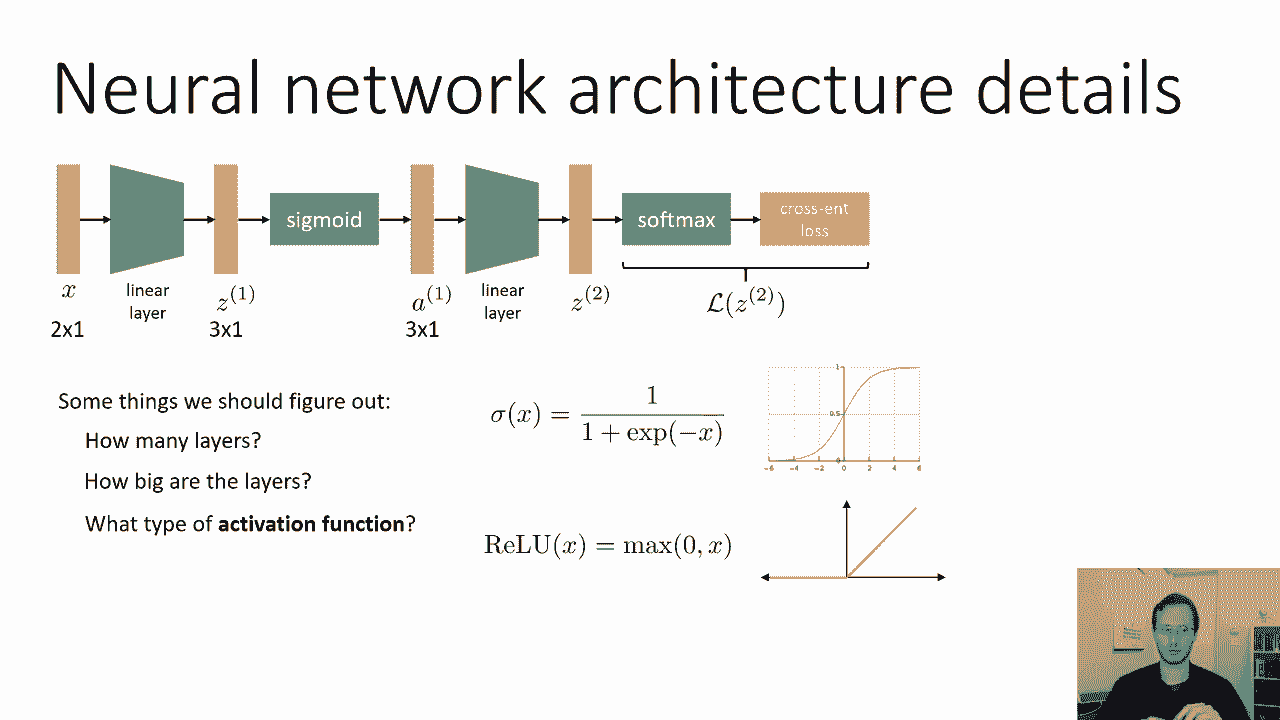 Neural network architecture details
sigmoid
softmax
cross-ent
loss
x
linear
layer
z^{(1)}
a^{(1)}
linear
layer
z^{(2)}
\mathcal{L}(z^{(2)})
2x1
3x1
3x1
Some things we should figure out:
How many layers?
How big are the layers?
What type of activation function?
\sigma(x) = \frac{1}{1 + \exp(-x)}
1
0.5
0
-6 -4 -2 0 2 4 6
ReLU(x) = max(0, x)